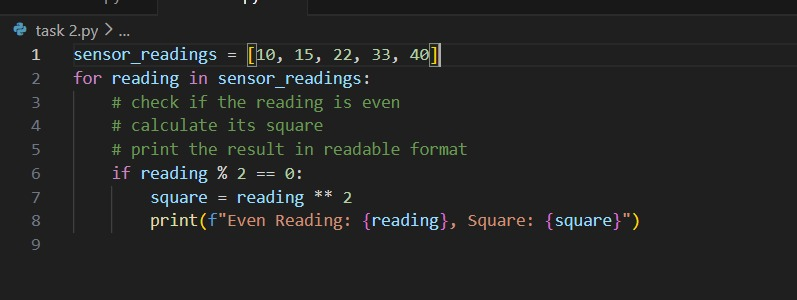 task 2.py > ...
1 sensor_readings = [10, 15, 22, 33, 40]
2 for reading in sensor_readings:
3     # check if the reading is even
4     # calculate its square
5     # print the result in readable format
6     if reading % 2 == 0:
7         square = reading ** 2
8         print(f"Even Reading: {reading}, Square: {square}")
9